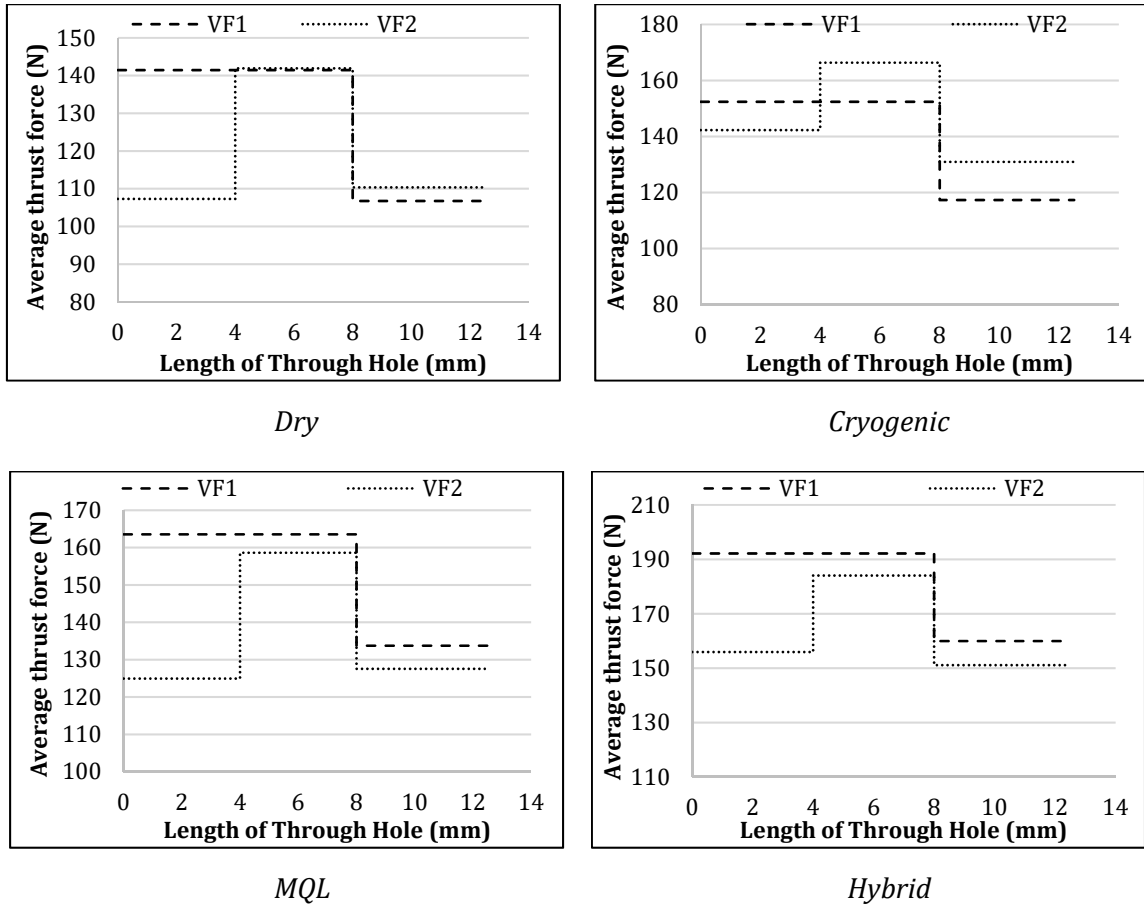 VF1 VF2
Average thrust force (N)
150
140
130
120
110
100
90
80
0 2 4 6 8 10 12 14
Length of Through Hole (mm)
Dry
VF1 VF2
Average thrust force (N)
180
160
140
120
100
80
0 2 4 6 8 10 12 14
Length of Through Hole (mm)
Cryogenic
VF1 VF2
Average thrust force (N)
170
160
150
140
130
120
110
100
0 2 4 6 8 10 12 14
Length of Through Hole (mm)
MQL
VF1 VF2
Average thrust force (N)
210
190
170
150
130
110
0 2 4 6 8 10 12 14
Length of Through Hole (mm)
Hybrid